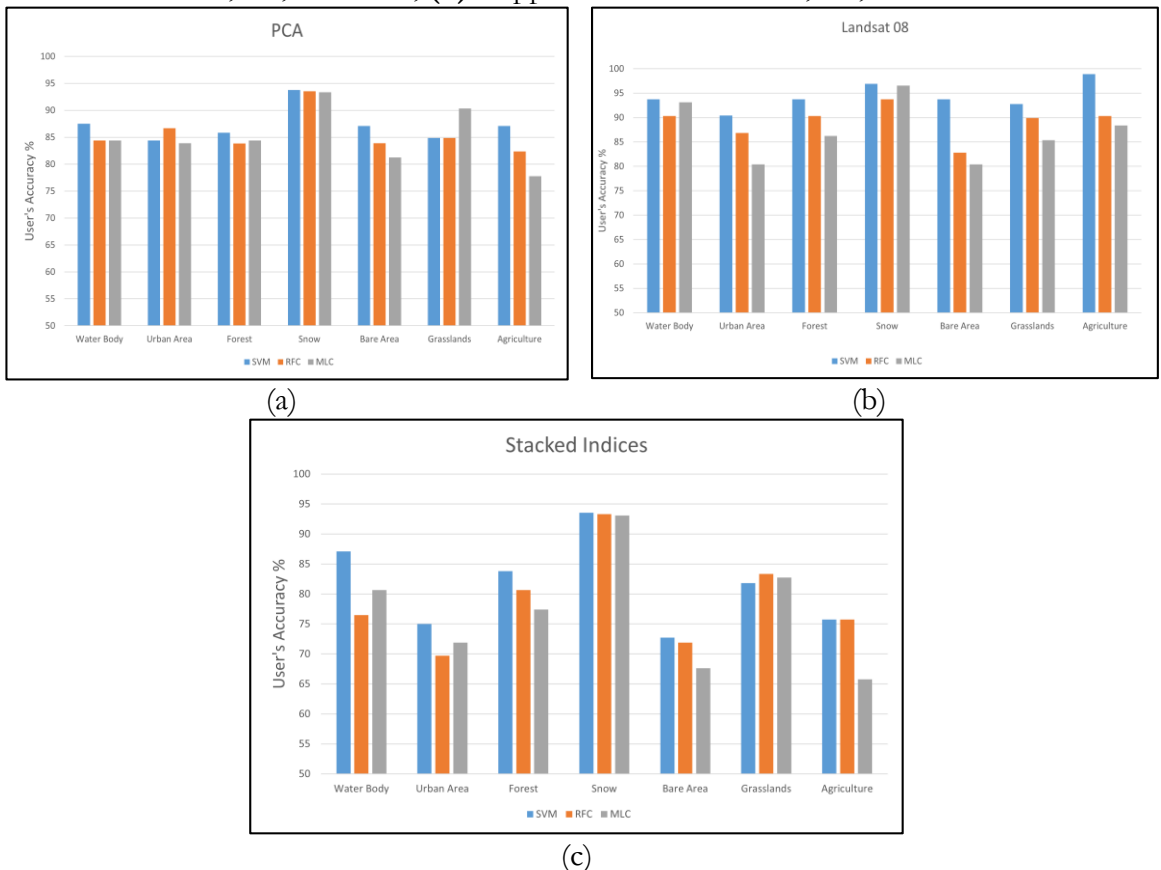 PCA
100
95
90
85
80
75
70
65
60
55
50
User's Accuracy %
Water Body Urban Area Forest Snow Bare Area Grasslands Agriculture
SVM RFC MLC
(a)
Landsat 08
100
95
90
85
80
75
70
65
60
55
50
User's Accuracy %
Water Body Urban Area Forest Snow Bare Area Grasslands Agriculture
SVM RFC MLC
(b)
Stacked Indices
100
95
90
85
80
75
70
65
60
55
50
User's Accuracy %
Water Body Urban Area Forest Snow Bare Area Grasslands Agriculture
SVM RFC MLC
(c)